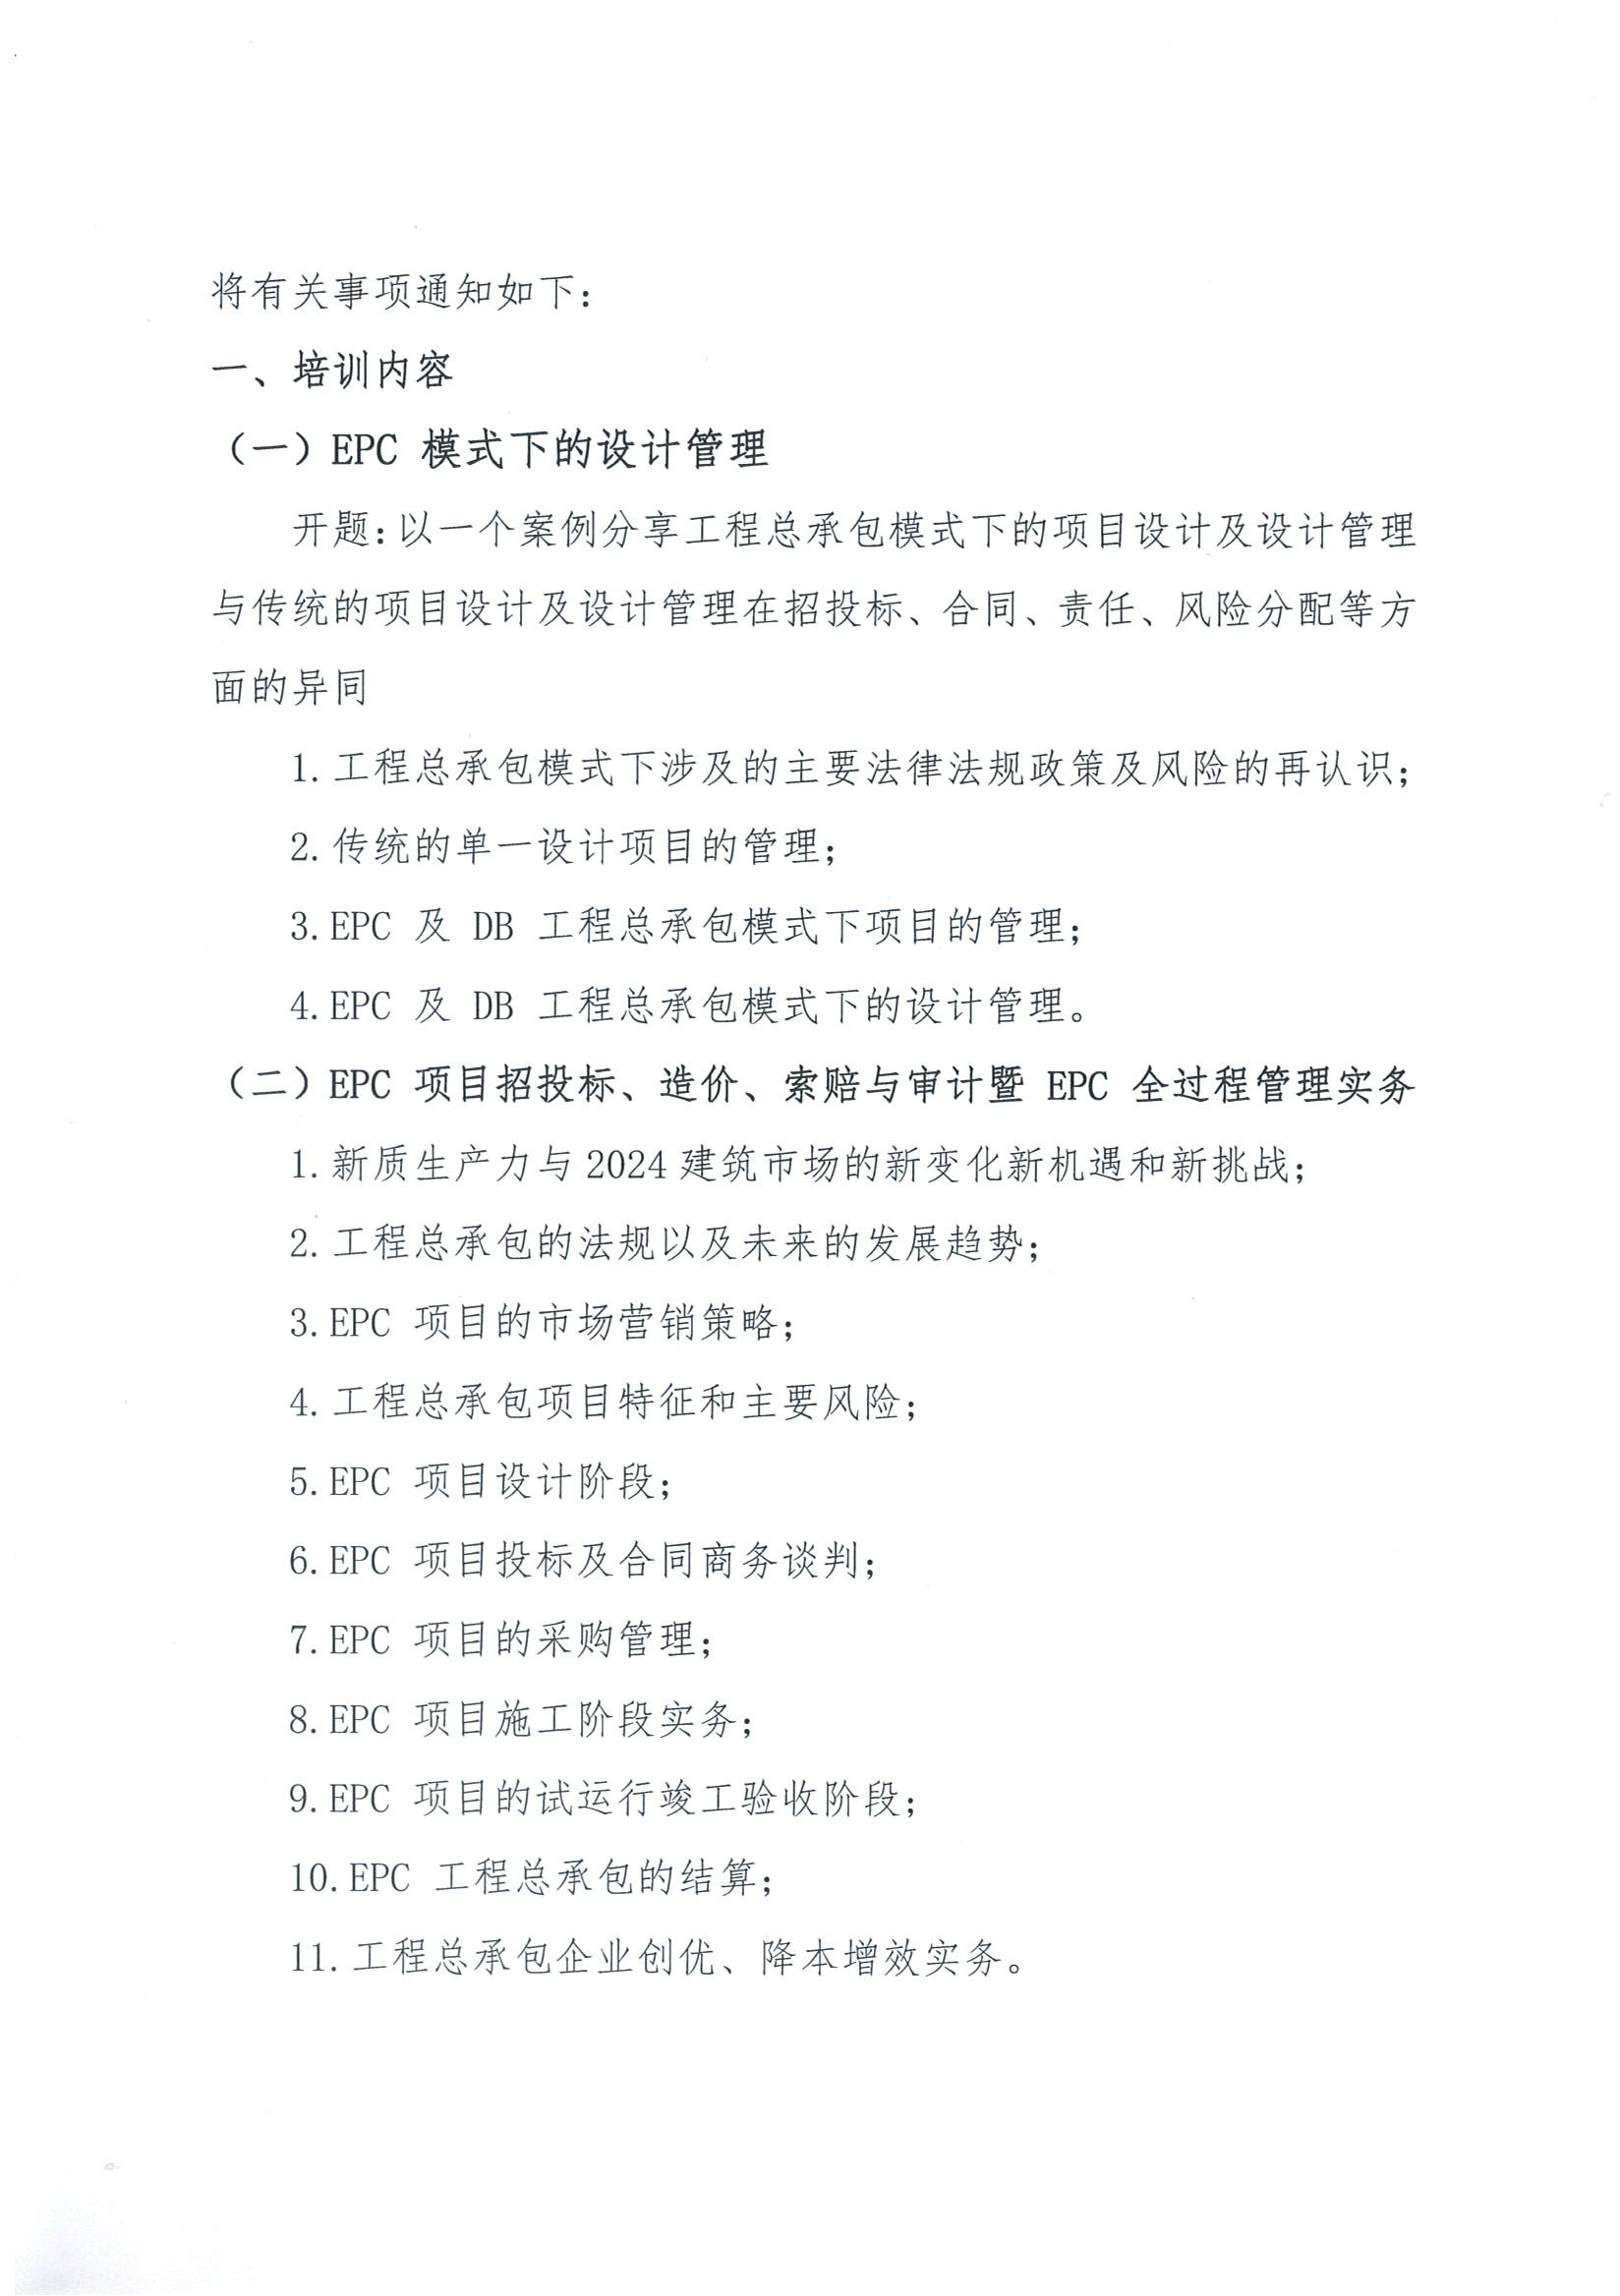 将有关事项通知如下：
一、培训内容
（一）EPC 模式下的设计管理
开题：以一个案例分享工程总承包模式下的项目设计及设计管理
与传统的项目设计及设计管理在招投标、合同、责任、风险分配等方
面的异同
1.工程总承包模式下涉及的主要法律法规政策及风险的再认识；
2.传统的单一设计项目的管理；
3.EPC 及 DB 工程总承包模式下项目的管理；
4.EPC 及 DB 工程总承包模式下的设计管理。
（二）EPC 项目招投标、造价、索赔与审计暨 EPC 全过程管理实务
1.新质生产力与2024建筑市场的新变化新机遇和新挑战；
2.工程总承包的法规以及未来的发展趋势；
3.EPC 项目的市场营销策略；
4.工程总承包项目特征和主要风险；
5.EPC 项目设计阶段；
6.EPC 项目投标及合同商务谈判；
7.EPC 项目的采购管理；
8.EPC 项目施工阶段实务；
9.EPC 项目的试运行竣工验收阶段；
10.EPC 工程总承包的结算；
11.工程总承包企业创优、降本增效实务。